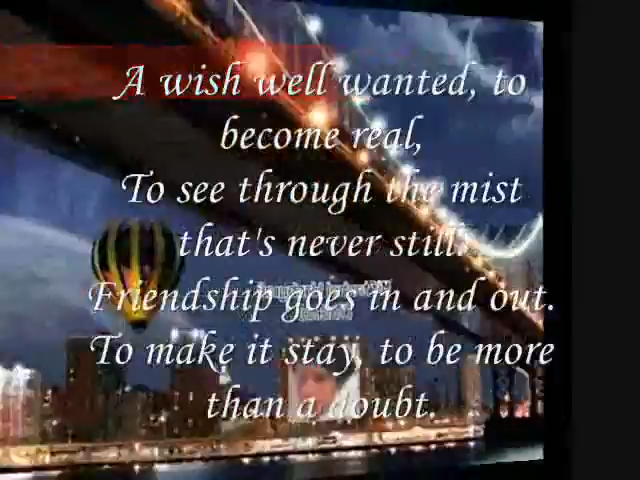 A wish well wanted, to
become real,
To see through the mist
that's never still.
Friendship goes in and out.
To make it stay, to be more
than a doubt.